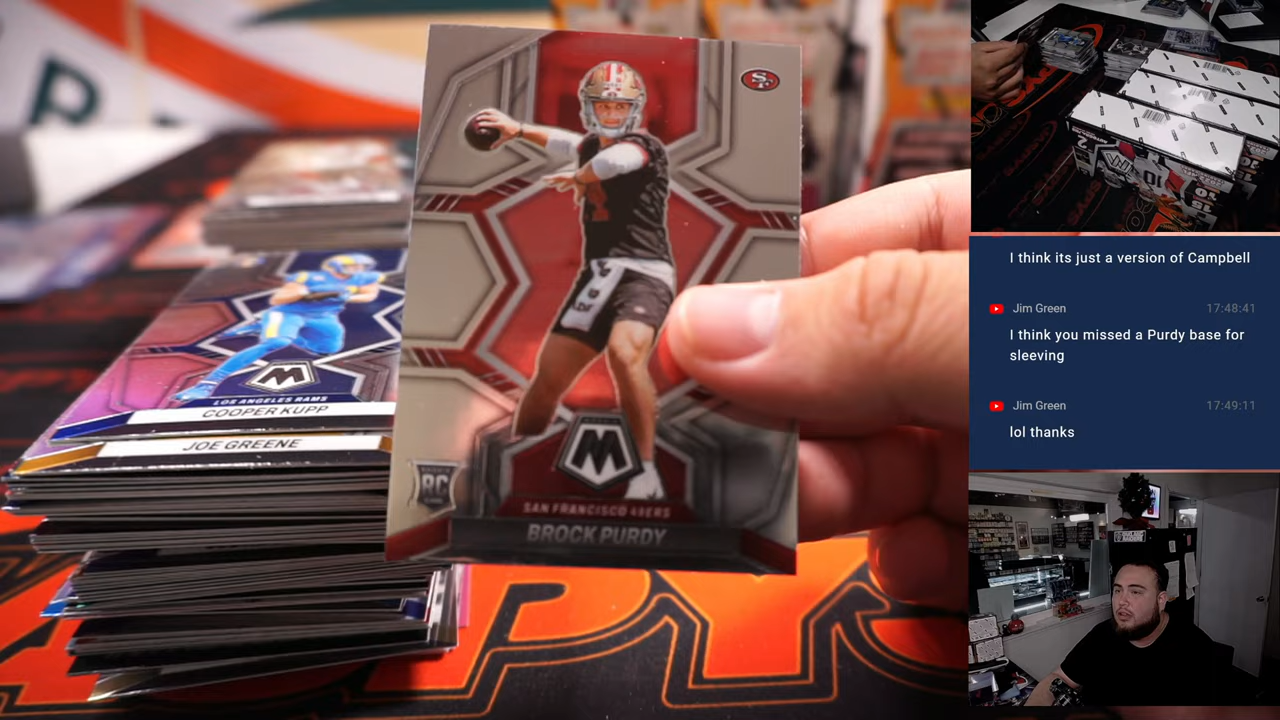 RC
SAN FRANCISCO 49ERS
BROCK PURDY
M
LOS ANGELES RAMS
COOPER KUPP
JOE GREENE
I think its just a version of Campbell
Jim Green 17:48:41
I think you missed a Purdy base for
sleeving
Jim Green 17:49:11
lol thanks